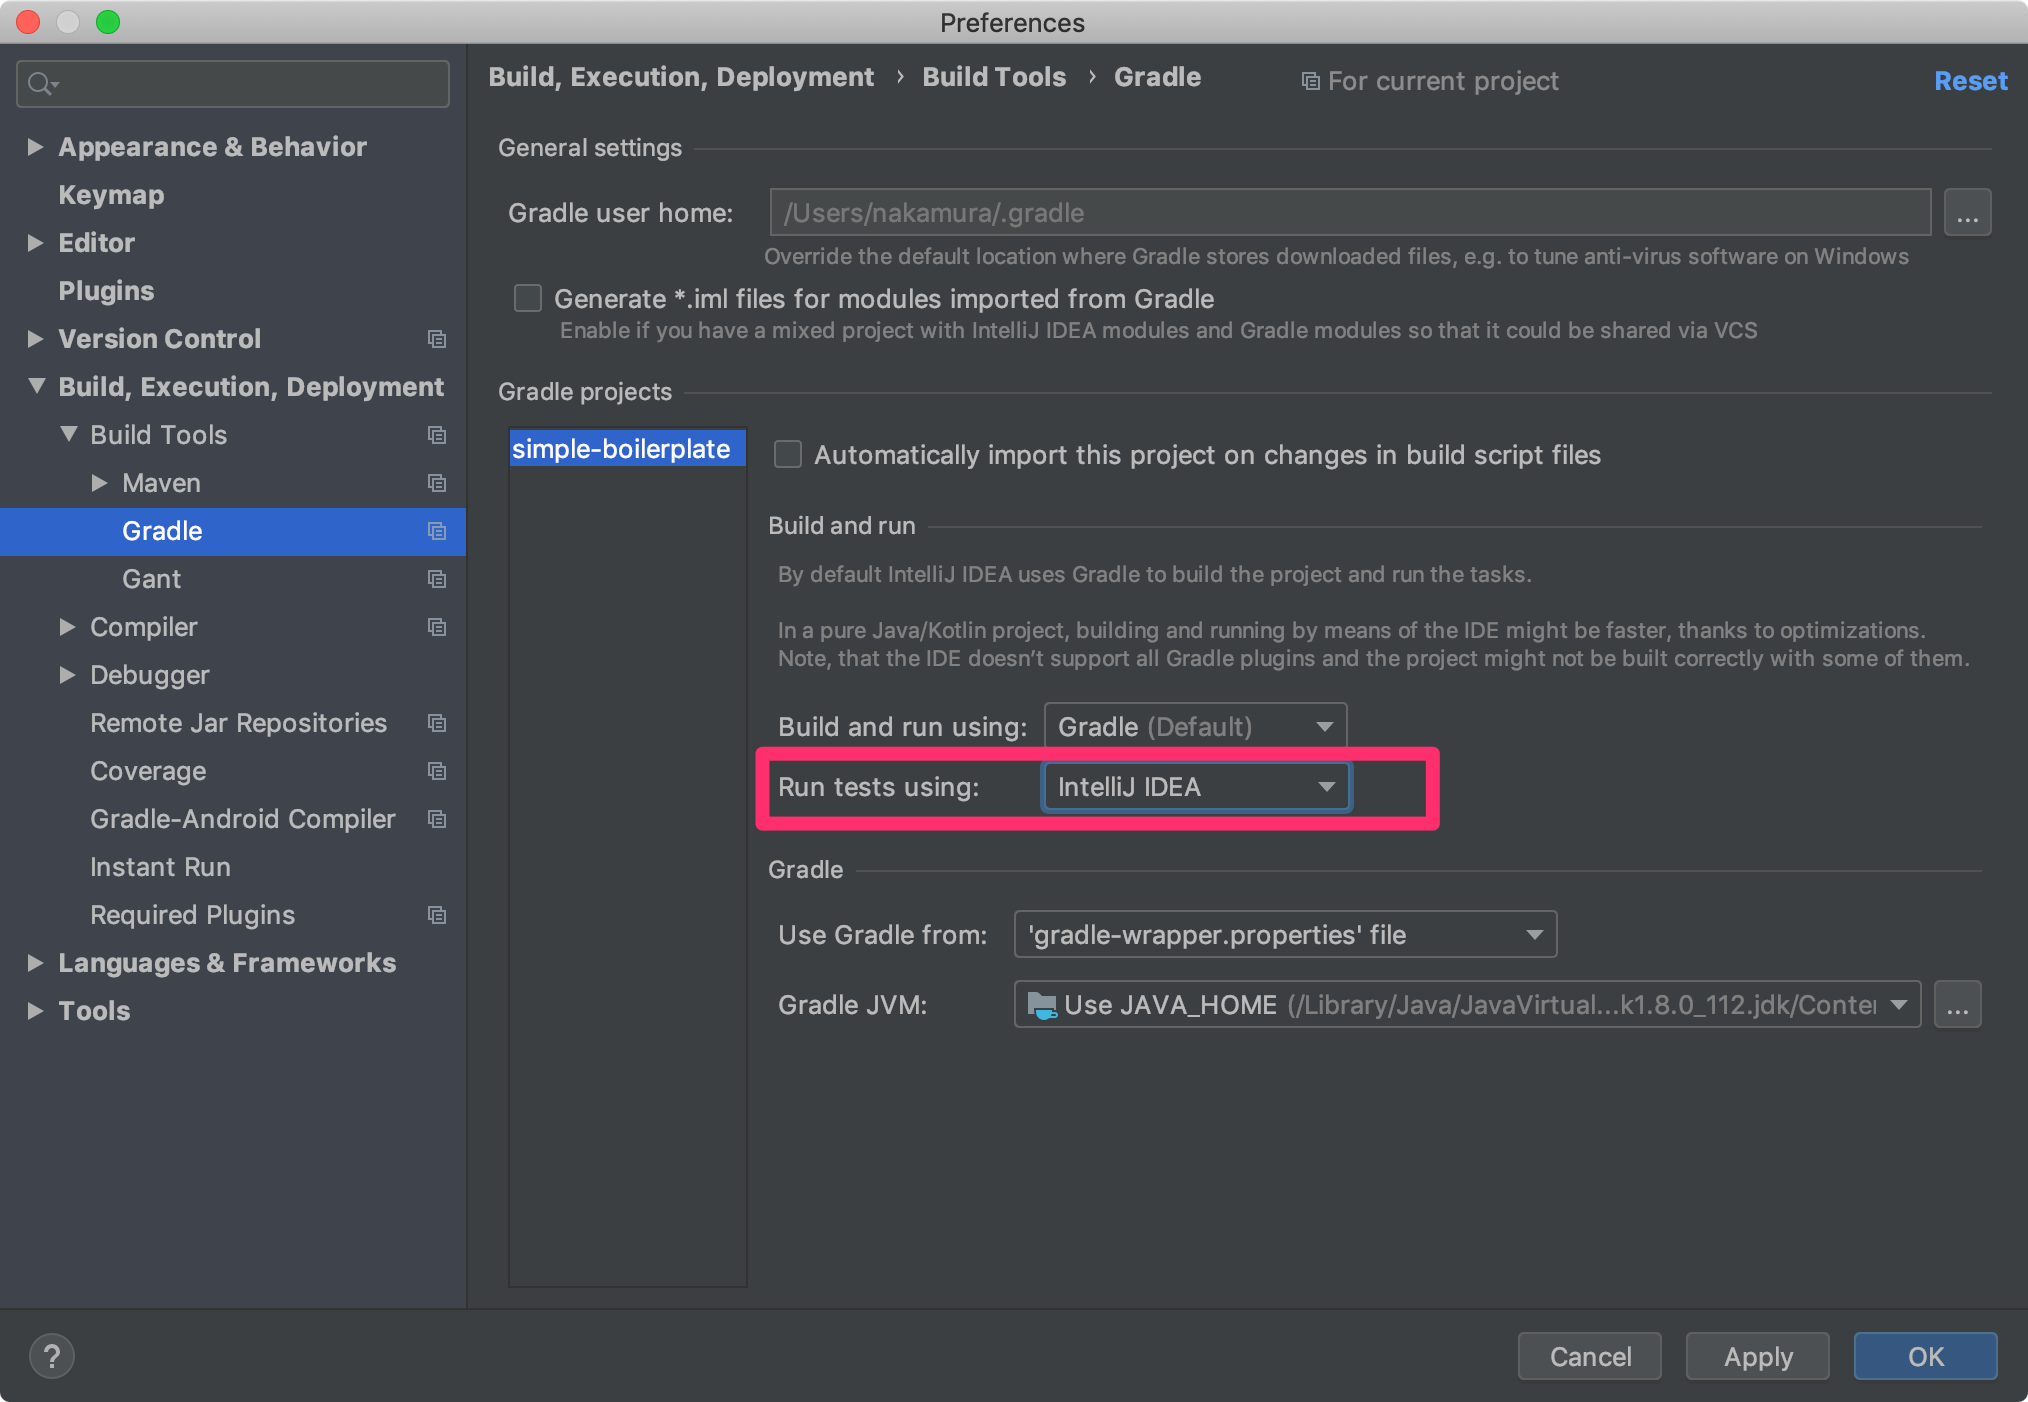 Preferences
Appearance & Behavior
Keymap
Editor
Plugins
Version Control
Build, Execution, Deployment
Build Tools
Maven
Gradle
Gant
Compiler
Debugger
Remote Jar Repositories
Coverage
Gradle-Android Compiler
Instant Run
Required Plugins
Languages & Frameworks
Tools
Build, Execution, Deployment › Build Tools › Gradle
For current project
Reset
General settings
Gradle user home: /Users/nakamura/.gradle ...
Override the default location where Gradle stores downloaded files, e.g. to tune anti-virus software on Windows
Generate *.iml files for modules imported from Gradle
Enable if you have a mixed project with IntelliJ IDEA modules and Gradle modules so that it could be shared via VCS
Gradle projects
simple-boilerplate
Automatically import this project on changes in build script files
Build and run
By default IntelliJ IDEA uses Gradle to build the project and run the tasks.
In a pure Java/Kotlin project, building and running by means of the IDE might be faster, thanks to optimizations.
Note, that the IDE doesn't support all Gradle plugins and the project might not be built correctly with some of them.
Build and run using: Gradle (Default)
Run tests using: IntelliJ IDEA
Gradle
Use Gradle from: 'gradle-wrapper.properties' file
Gradle JVM: Use JAVA_HOME (/Library/Java/JavaVirtual...k1.8.0_112.jdk/Conte ...
?
Cancel
Apply
OK